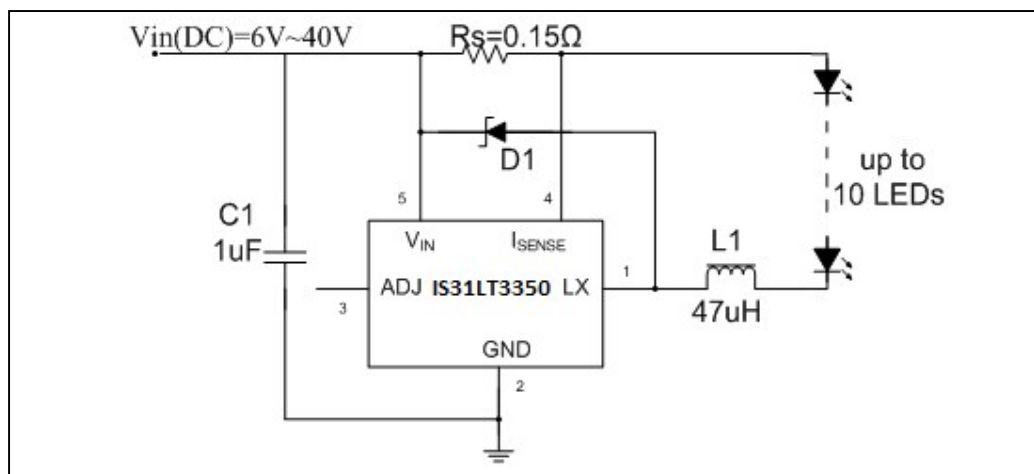 Vin(DC)=6V~40V
Rs=0.15Ω
D1
up to
10 LEDs
C1
1uF
5
4
VIN
ISENSE
L1
1
ADJ
IS31LT3350
LX
3
47uH
GND
2